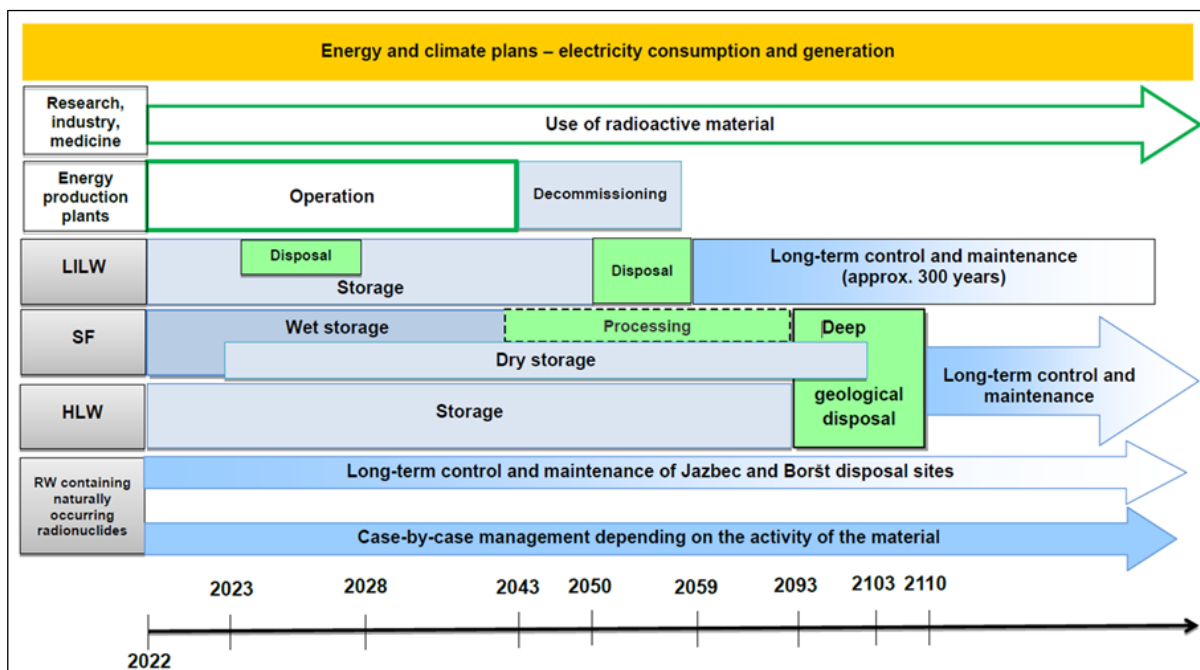 Energy and climate plans – electricity consumption and generation
Research,
industry,
medicine
Use of radioactive material
Energy
production
plants
Operation
Decommissioning
LILW
Disposal
Storage
Disposal
Long-term control and maintenance
(approx. 300 years)
SF
Wet storage
Processing
Dry storage
Deep
geological
disposal
Long-term control and
maintenance
HLW
Storage
RW containing
naturally
occurring
radionuclides
Long-term control and maintenance of Jazbec and Boršt disposal sites
Case-by-case management depending on the activity of the material
2023 2028 2043 2050 2059 2093 2103 2110
2022